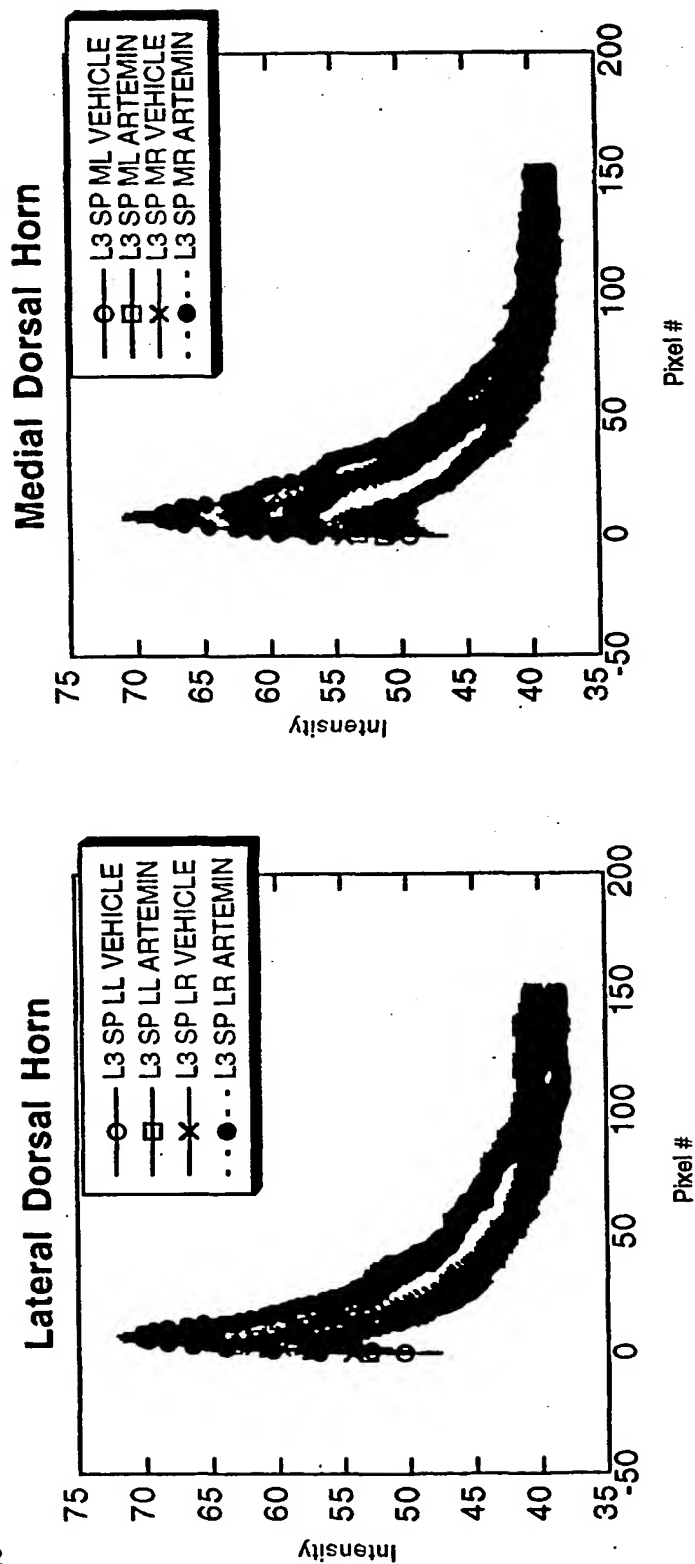 Lateral Dorsal Horn
L3 SP LL VEHICLE
L3 SP LL ARTEMIN
L3 SP LR VEHICLE
L3 SP LR ARTEMIN
75
70
65
60
55
50
45
40
35
Intensity
-50
0
50
100
150
200
Pixel #
Medial Dorsal Horn
L3 SP ML VEHICLE
L3 SP ML ARTEMIN
L3 SP MR VEHICLE
L3 SP MR ARTEMIN
75
70
65
60
55
50
45
40
35
Intensity
-50
0
50
100
150
200
Pixel #